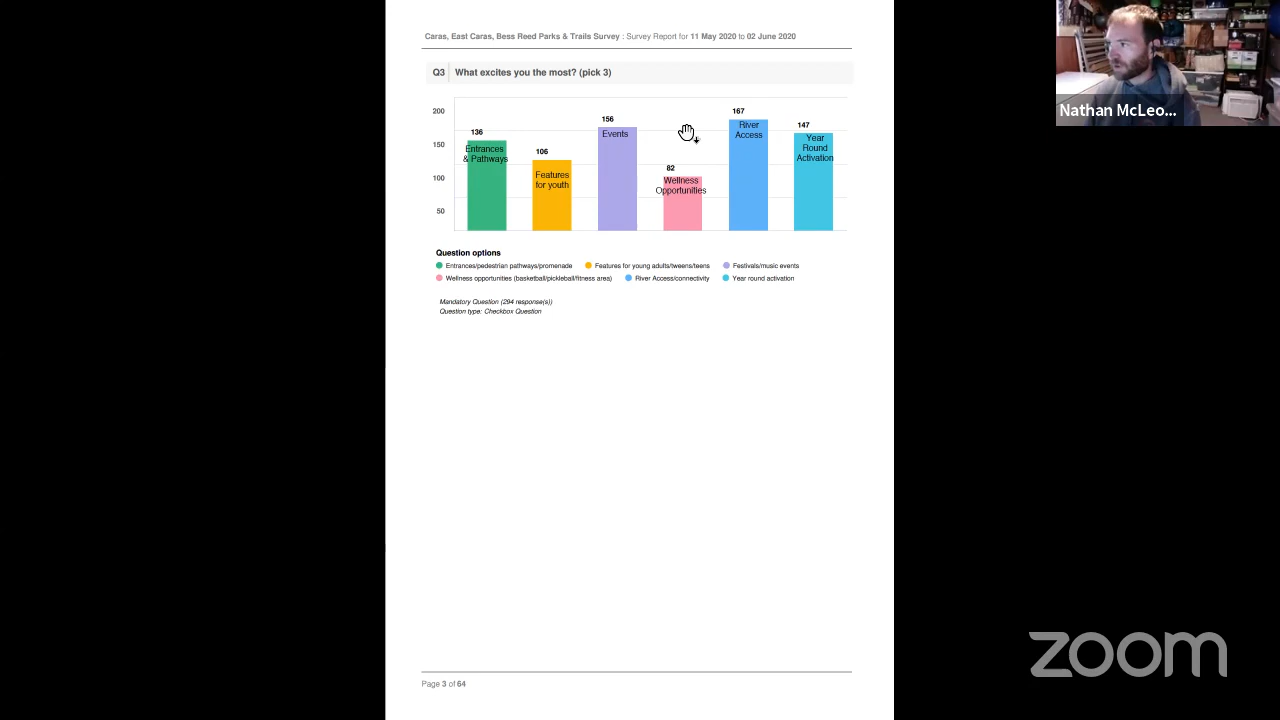 Caras, East Caras, Bess Reed Parks & Trails Survey : Survey Report for 11 May 2020 to 02 June 2020
Q3 What excites you the most? (pick 3)
200
150
100
50
136
Entrances
& Pathways
106
Features
for youth
156
Events
82
Wellness
Opportunities
167
River
Access
147
Year
Round
Activation
Question options
Entrances/pedestrian pathways/promenade Features for young adults/tweens/teens Festivals/music events
Wellness opportunities (basketball/pickleball/fitness area) River Access/connectivity Year round activation
Mandatory Question (294 response(s))
Question type: Checkbox Question
Page 3 of 64
Nathan McLeo...
zoom